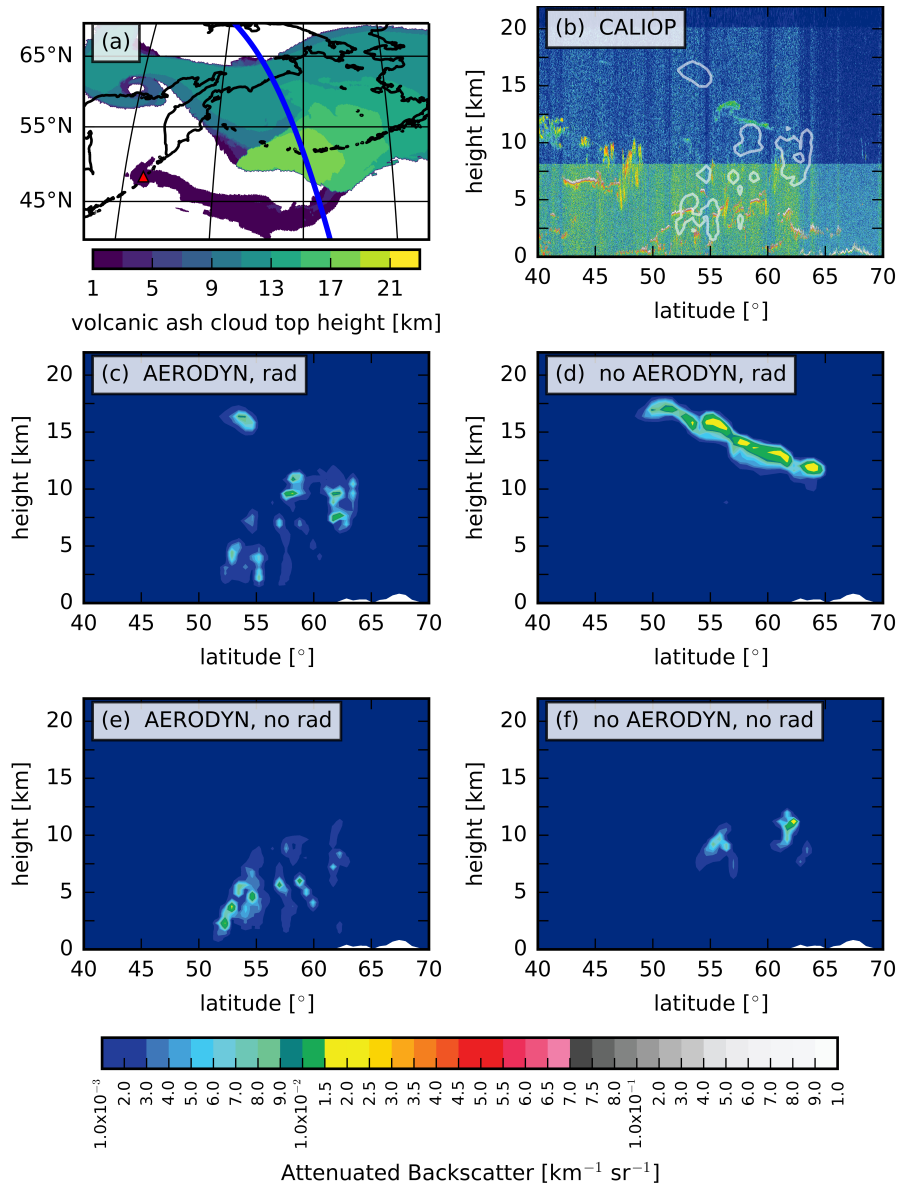 (a)
65°N
55°N
45°N
1 5 9 13 17 21
volcanic ash cloud top height [km]
(b) CALIOP
20
15
10
5
0
height [km]
40 45 50 55 60 65 70
latitude [°]
(c) AERODYN, rad
20
15
10
5
0
height [km]
40 45 50 55 60 65 70
latitude [°]
(d) no AERODYN, rad
20
15
10
5
0
height [km]
40 45 50 55 60 65 70
latitude [°]
(e) AERODYN, no rad
20
15
10
5
0
height [km]
40 45 50 55 60 65 70
latitude [°]
(f) no AERODYN, no rad
20
15
10
5
0
height [km]
40 45 50 55 60 65 70
latitude [°]
1.0x10⁻³ 2.0 3.0 4.0 5.0 6.0 7.0 8.0 9.0 1.0x10⁻² 1.5 2.0 2.5 3.0 3.5 4.0 4.5 5.0 5.5 6.0 6.5 7.0 7.5 8.0 1.0x10⁻¹ 2.0 3.0 4.0 5.0 6.0 7.0 8.0 9.0 1.0
Attenuated Backscatter [km⁻¹ sr⁻¹]